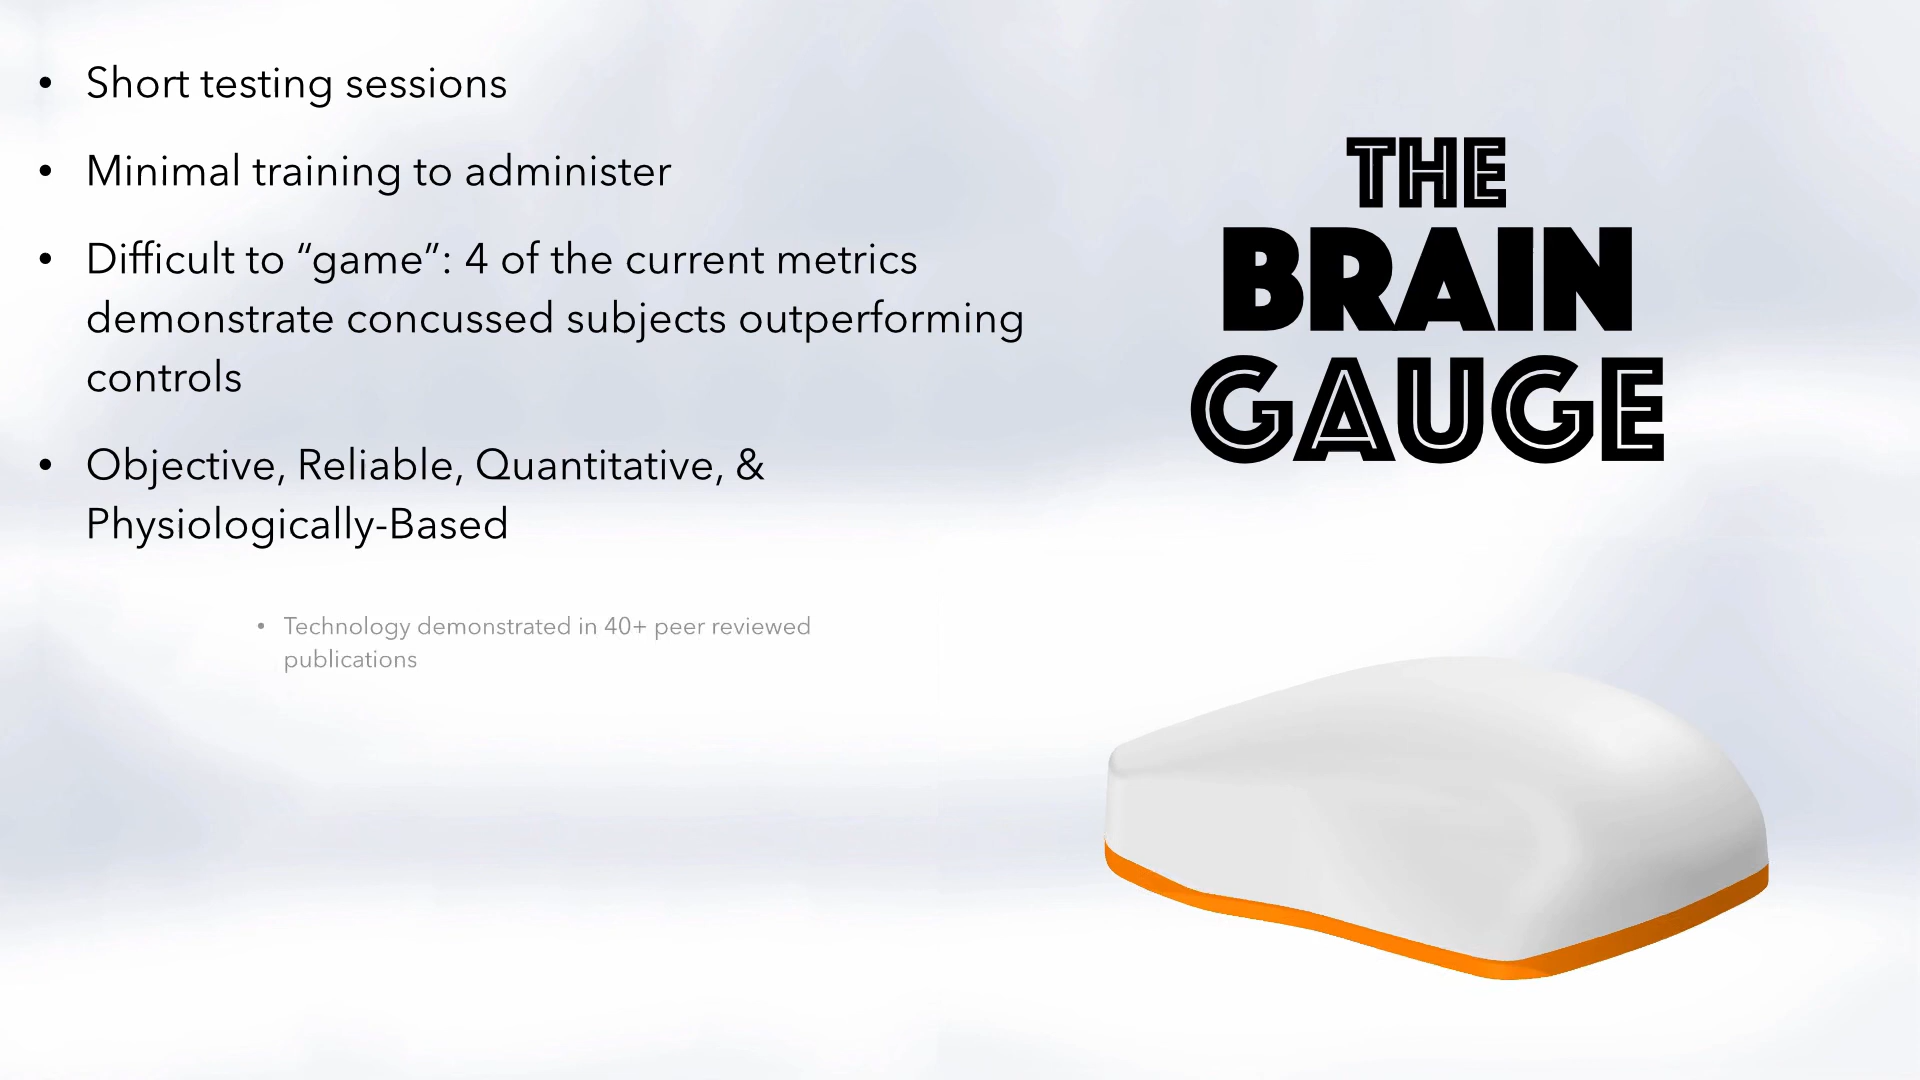 • Short testing sessions
• Minimal training to administer
• Difficult to “game”: 4 of the current metrics
demonstrate concussed subjects outperforming
controls
• Objective, Reliable, Quantitative, &
Physiologically-Based
• Technology demonstrated in 40+ peer reviewed
publications
THE
BRAIN
GAUGE